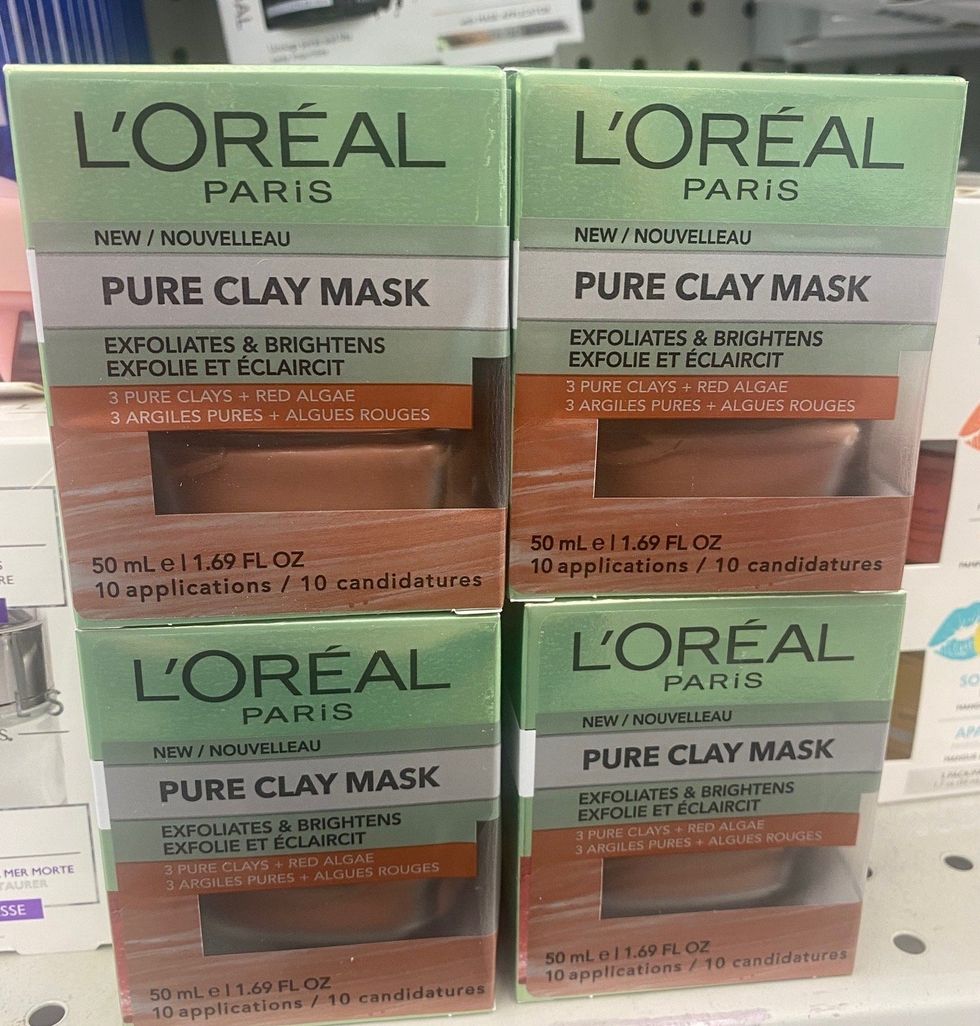 L'ORÉAL
PARiS
NEW / NOUVELLEAU
PURE CLAY MASK
EXFOLIATES & BRIGHTENS
EXFOLIE ET ÉCLAIRCIT
3 PURE CLAYS + RED ALGAE
3 ARGILES PURES + ALGUES ROUGES
50 mL e | 1.69 FL OZ
10 applications / 10 candidatures
L'ORÉAL
PARiS
NEW / NOUVELLEAU
PURE CLAY MASK
EXFOLIATES & BRIGHTENS
EXFOLIE ET ÉCLAIRCIT
3 PURE CLAYS + RED ALGAE
3 ARGILES PURES + ALGUES ROUGES
50 mL e | 1.69 FL OZ
10 applications / 10 candidatures
L'ORÉAL
PARiS
NEW / NOUVELLEAU
PURE CLAY MASK
EXFOLIATES & BRIGHTENS
EXFOLIE ET ÉCLAIRCIT
3 PURE CLAYS + RED ALGAE
3 ARGILES PURES + ALGUES ROUGES
50 mL e | 1.69 FL OZ
10 applications / 10 candidatures
L'ORÉAL
PARiS
NEW / NOUVELLEAU
PURE CLAY MASK
EXFOLIATES & BRIGHTENS
EXFOLIE ET ÉCLAIRCIT
3 PURE CLAYS + RED ALGAE
3 ARGILES PURES + ALGUES ROUGES
50 mL e | 1.69 FL OZ
10 applications / 10 candidatures
MER MORTE
TAURER
SSE
SO
APA